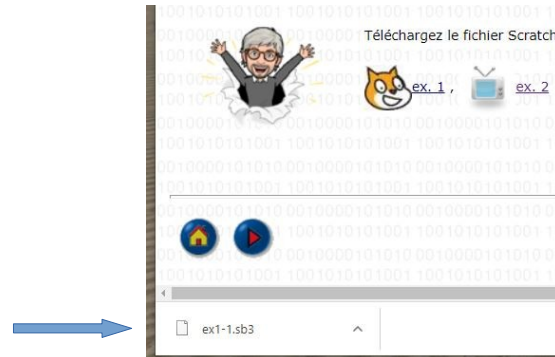 Téléchargez le fichier Scratch
ex. 1 , ex. 2
ex1-1.sb3